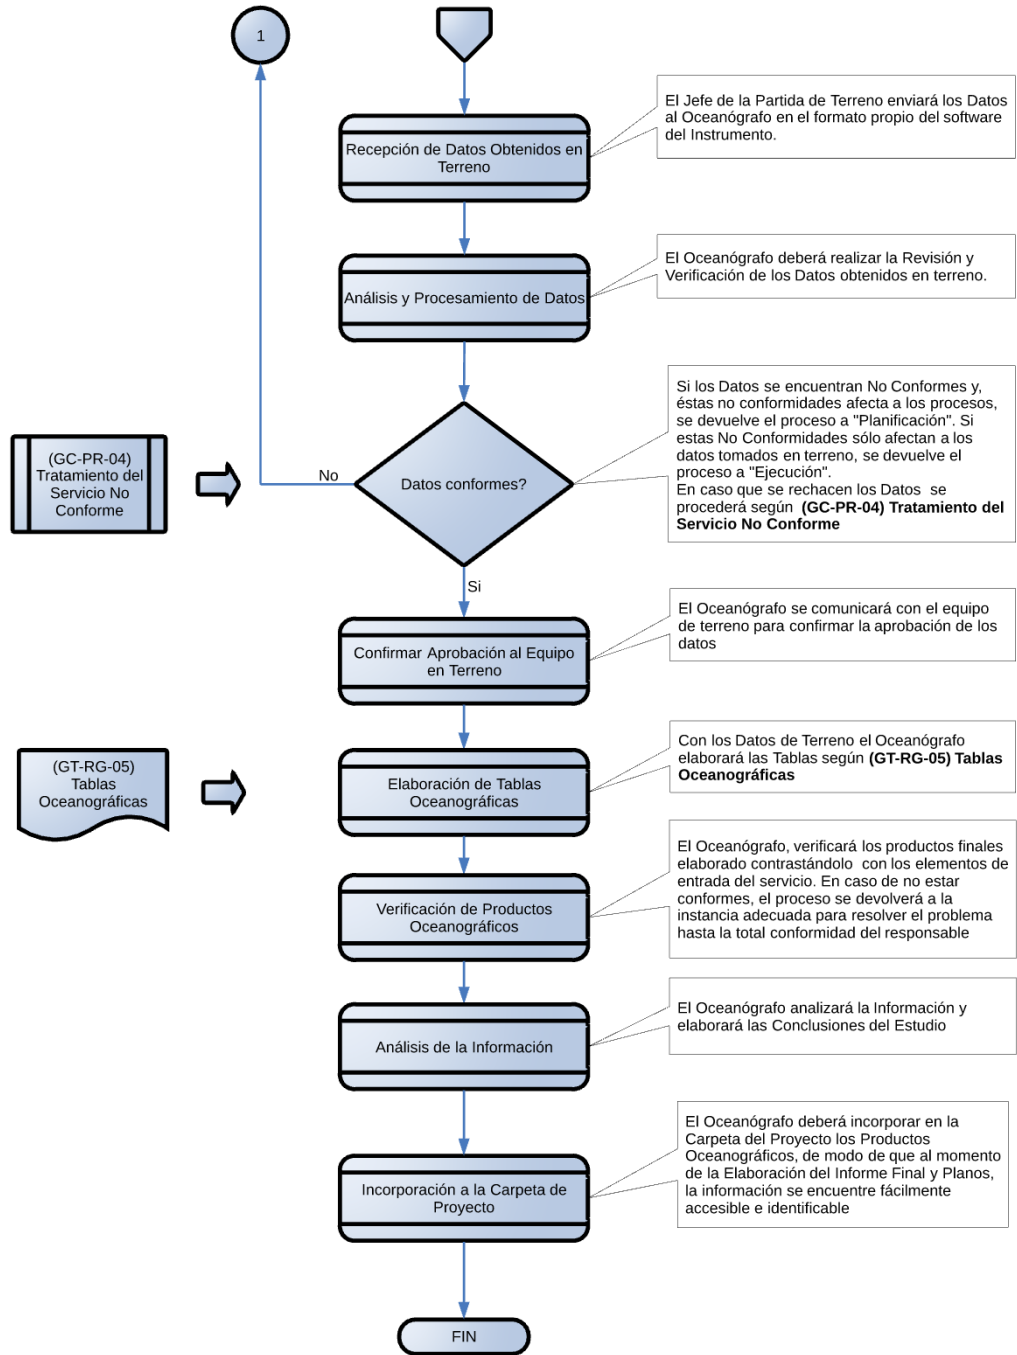 1
Recepción de Datos Obtenidos en
Terreno
El Jefe de la Partida de Terreno enviará los Datos
al Oceanógrafo en el formato propio del software
del Instrumento.
Análisis y Procesamiento de Datos
El Oceanógrafo deberá realizar la Revisión y
Verificación de los Datos obtenidos en terreno.
(GC-PR-04)
Tratamiento del
Servicio No
Conforme
No
Datos conformes?
Si los Datos se encuentran No Conformes y,
éstas no conformidades afecta a los procesos,
se devuelve el proceso a "Planificación". Si
estas No Conformidades sólo afectan a los
datos tomados en terreno, se devuelve el
proceso a "Ejecución".
En caso que se rechacen los Datos se
procederá según (GC-PR-04) Tratamiento del
Servicio No Conforme
Si
Confirmar Aprobación al Equipo
en Terreno
El Oceanógrafo se comunicará con el equipo
de terreno para confirmar la aprobación de los
datos
(GT-RG-05)
Tablas
Oceanográficas
Elaboración de Tablas
Oceanográficas
Con los Datos de Terreno el Oceanógrafo
elaborará las Tablas según (GT-RG-05) Tablas
Oceanográficas
Verificación de Productos
Oceanográficos
El Oceanógrafo, verificará los productos finales
elaborado contrastándolo con los elementos de
entrada del servicio. En caso de no estar
conformes, el proceso se devolverá a la
instancia adecuada para resolver el problema
hasta la total conformidad del responsable
Análisis de la Información
El Oceanógrafo analizará la Información y
elaborará las Conclusiones del Estudio
Incorporación a la Carpeta de
Proyecto
El Oceanógrafo deberá incorporar en la
Carpeta del Proyecto los Productos
Oceanográficos, de modo de que al momento
de la Elaboración del Informe Final y Planos,
la información se encuentre fácilmente
accesible e identificable
FIN